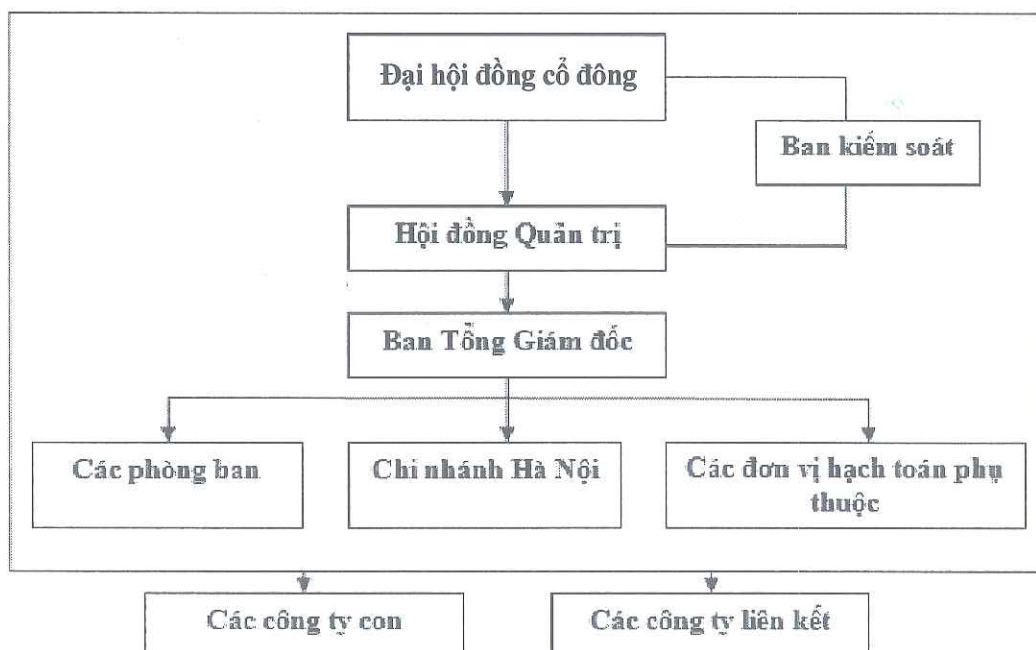 Đại hội đồng cổ đông
Ban kiểm soát
Hội đồng Quản trị
Ban Tổng Giám đốc
Các phòng ban
Chi nhánh Hà Nội
Các đơn vị hạch toán phụ
thuộc
Các công ty con
Các công ty liên kết